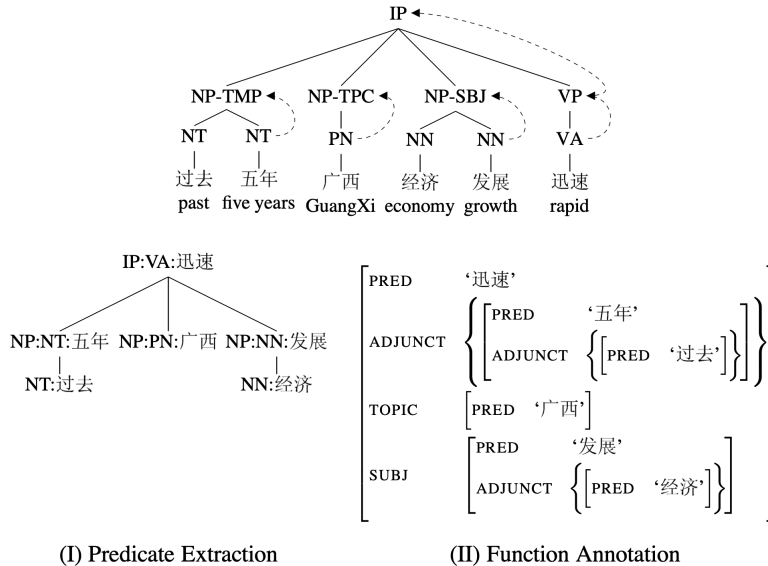 IP
NP-TMP NP-TPC NP-SBJ VP
NT NT PN NN NN VA
过去 五年 广西 经济 发展 迅速
past five years GuangXi economy growth rapid
IP:VA:迅速
NP:NT:五年 NP:PN:广西 NP:NN:发展
NT:过去 NN:经济
PRED ‘迅速’
PRED ‘五年’
ADJUNCT
ADJUNCT PRED ‘过去’
TOPIC PRED ‘广西’
PRED ‘发展’
SUBJ
ADJUNCT PRED ‘经济’
(I) Predicate Extraction
(II) Function Annotation